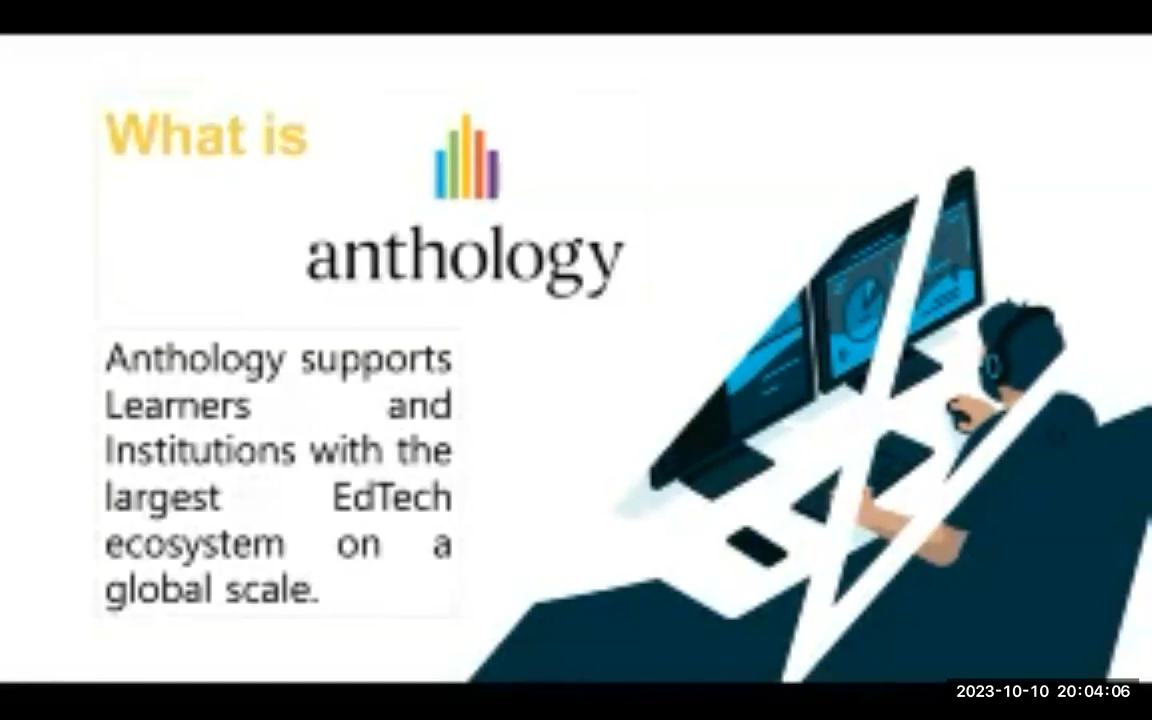 What is
anthology
Anthology supports
Learners and
Institutions with the
largest EdTech
ecosystem on a
global scale.
2023-10-10 20:04:06